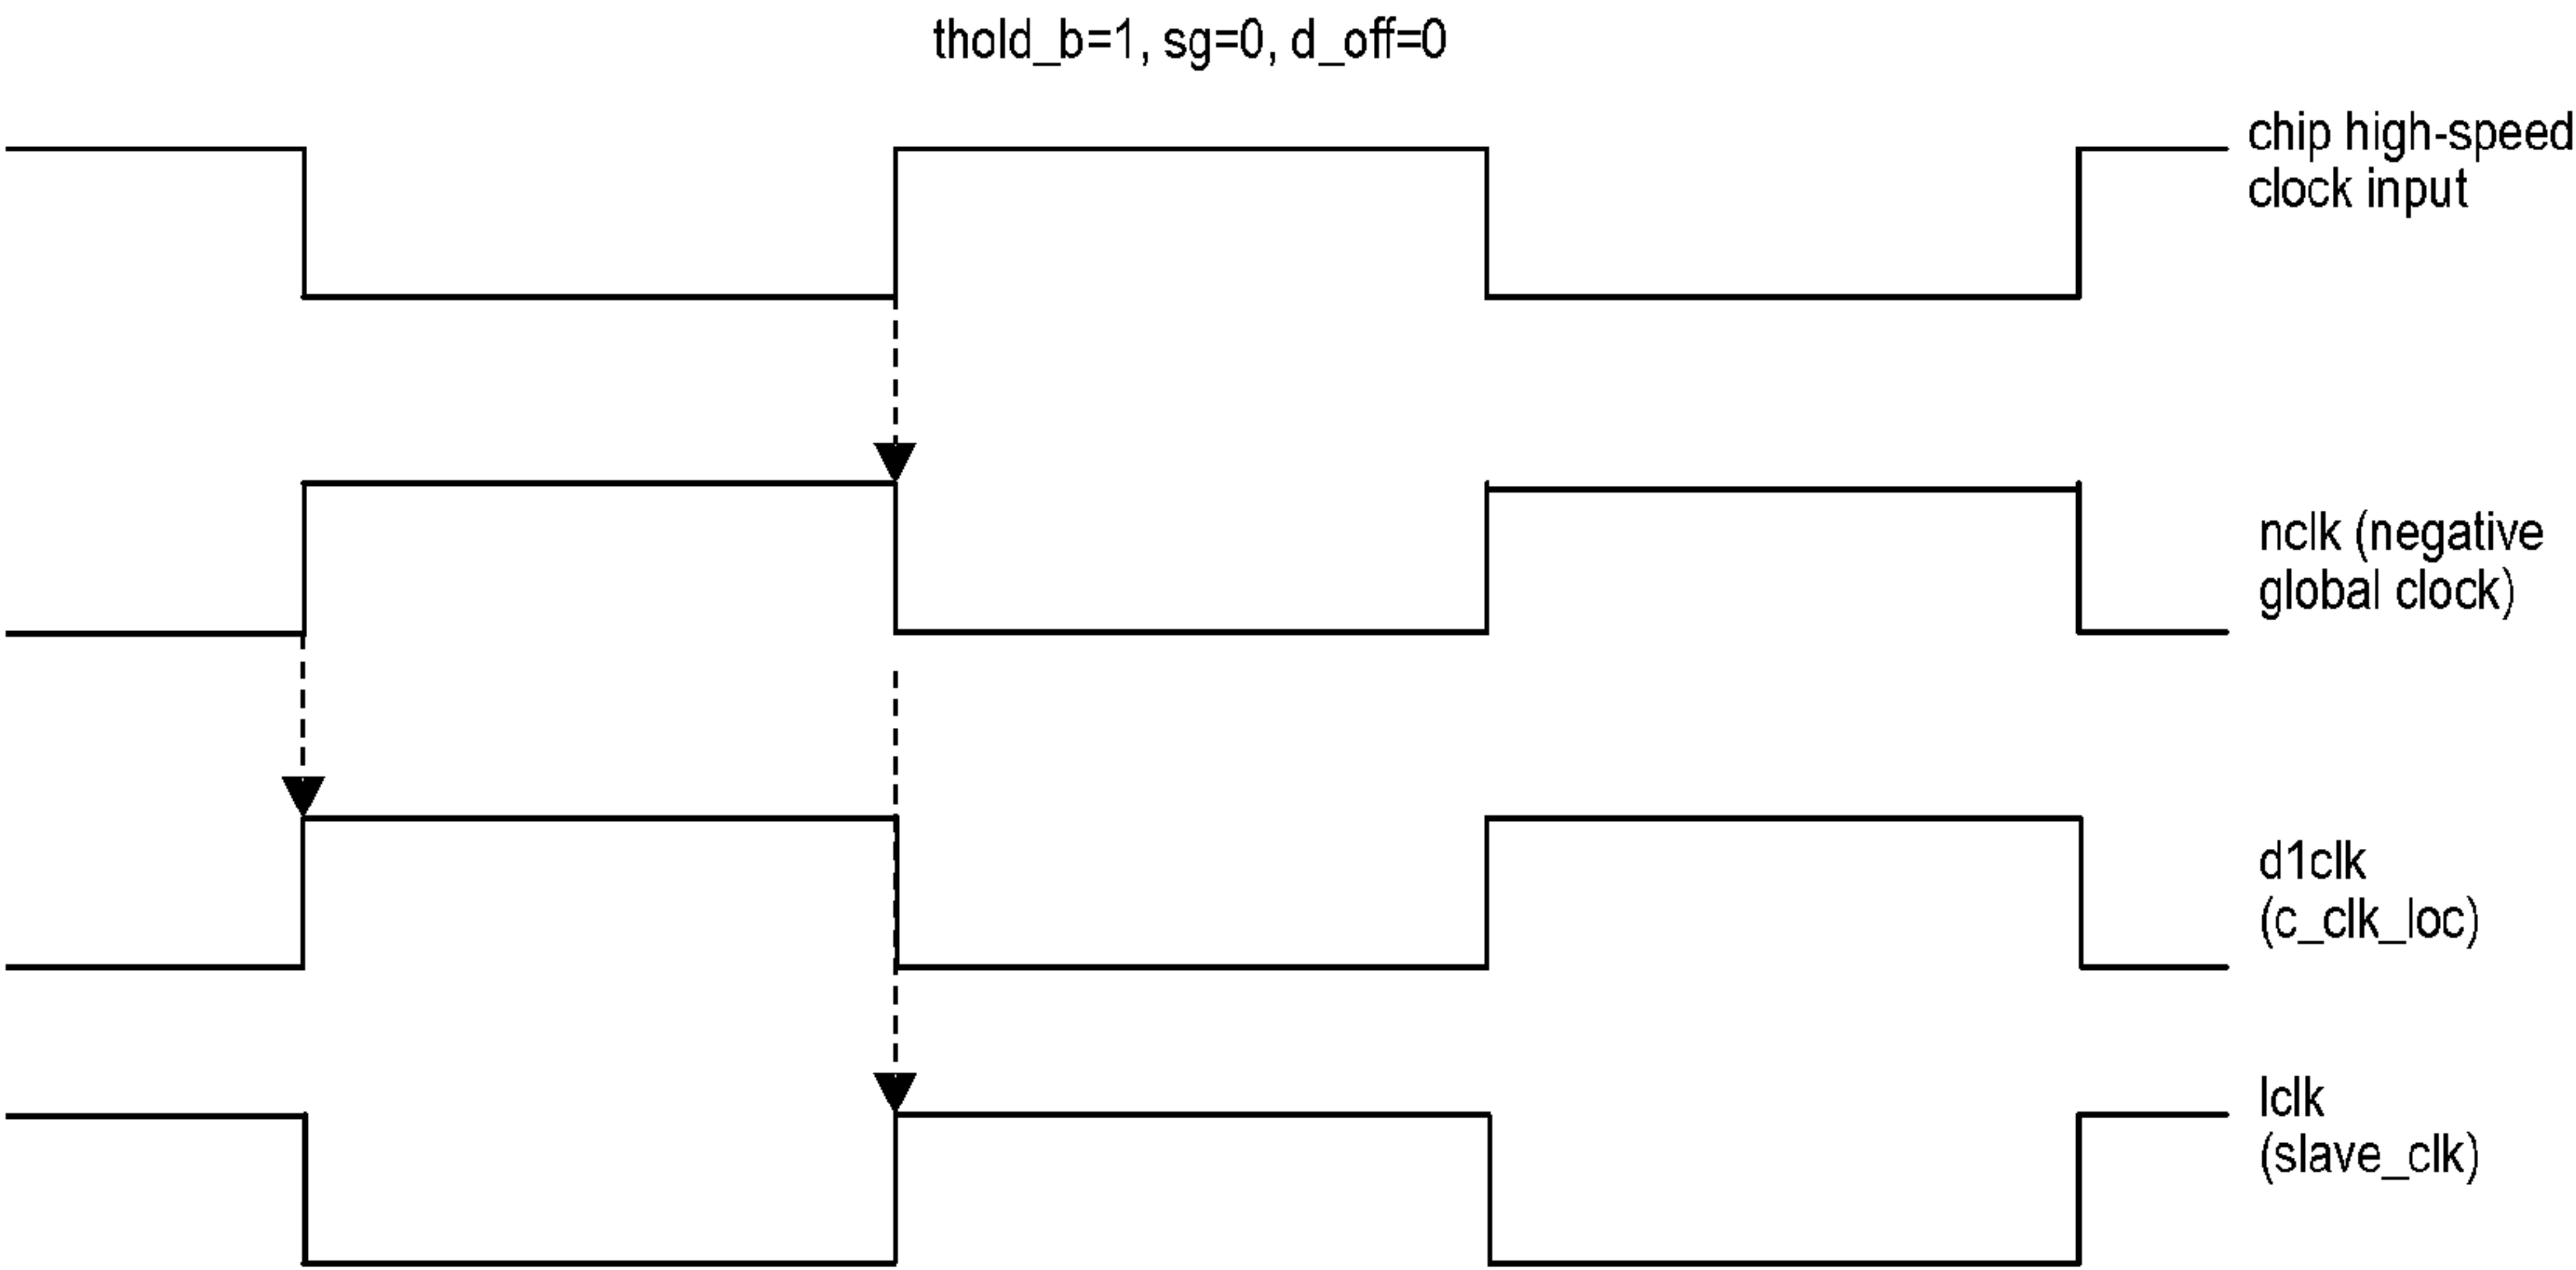 thold_b=1, sg=0, d_off=0
chip high-speed
clock input
nclk (negative
global clock)
d1clk
(c_clk_loc)
lclk
(slave_clk)